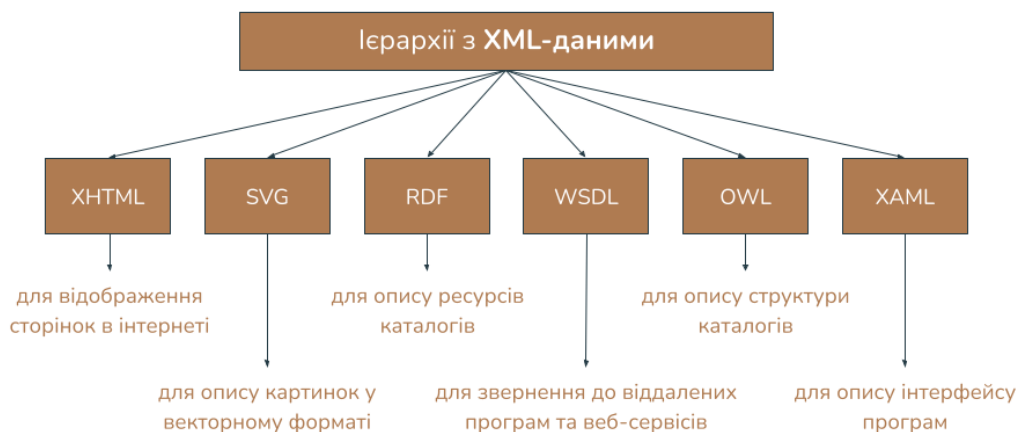 Ієрархії з XML-даними
XHTML
SVG
RDF
WSDL
OWL
XAML
для відображення
сторінок в інтернеті
для опису ресурсів
каталогів
для опису структури
каталогів
для опису картинок у
векторному форматі
для звернення до віддалених
програм та веб-сервісів
для опису інтерфейсу
програм